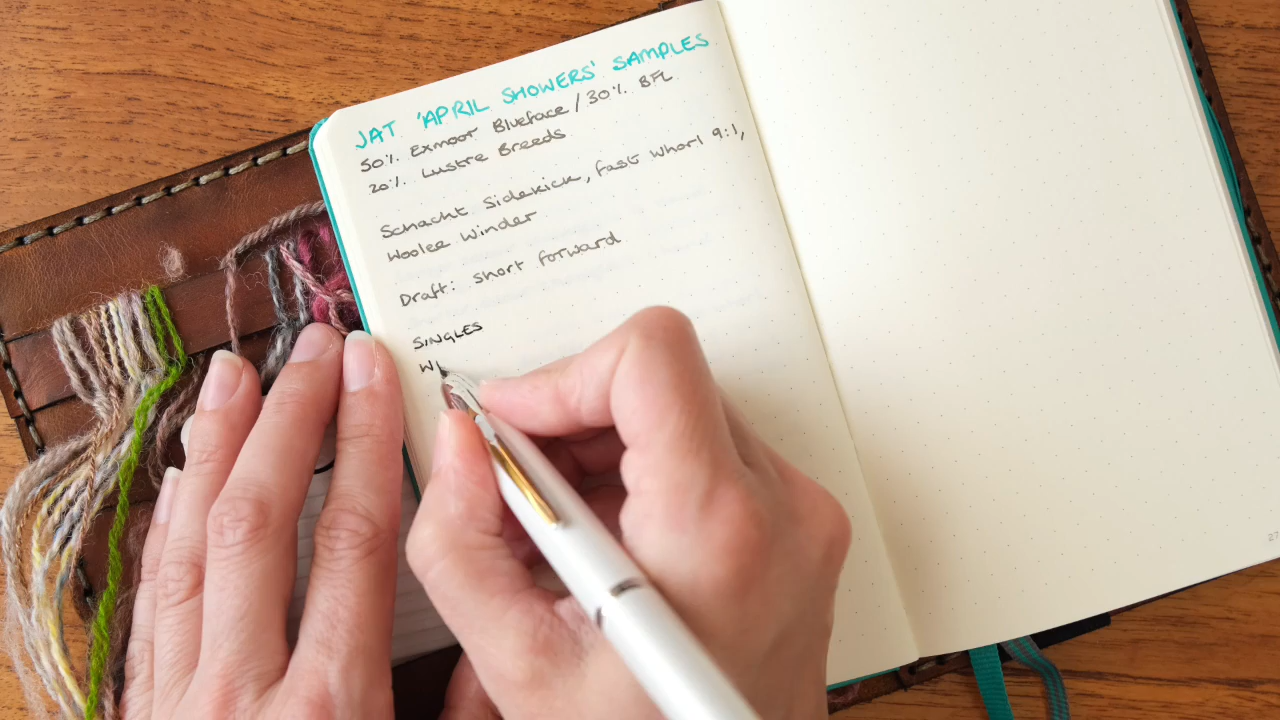 JAT 'APRIL SHOWERS' SAMPLES
50% Exmoor Blueface / 30% BFL
20% Lustre Breeds
Schacht Sidekick, fast whorl 9:1,
Woolee Winder
Draft: short forward
SINGLES